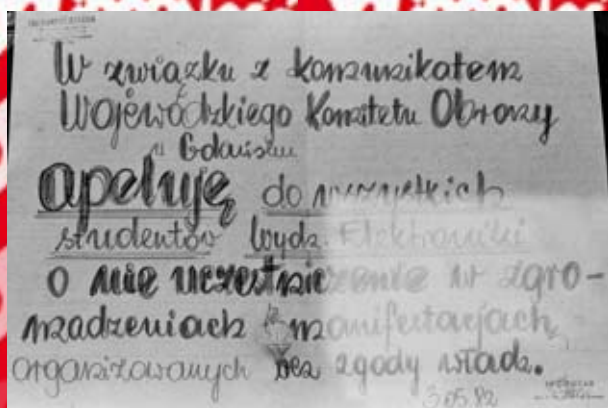 W związku z komunikatem
Wojewódzkiego Komitetu Obrony
w Gdańsku
apeluję do wszystkich
studentów Wydz. Elektroniki
o nie uczestniczenie w zgro-
madzeniach i manifestacjach
organizowanych bez zgody władz.
3.05.82